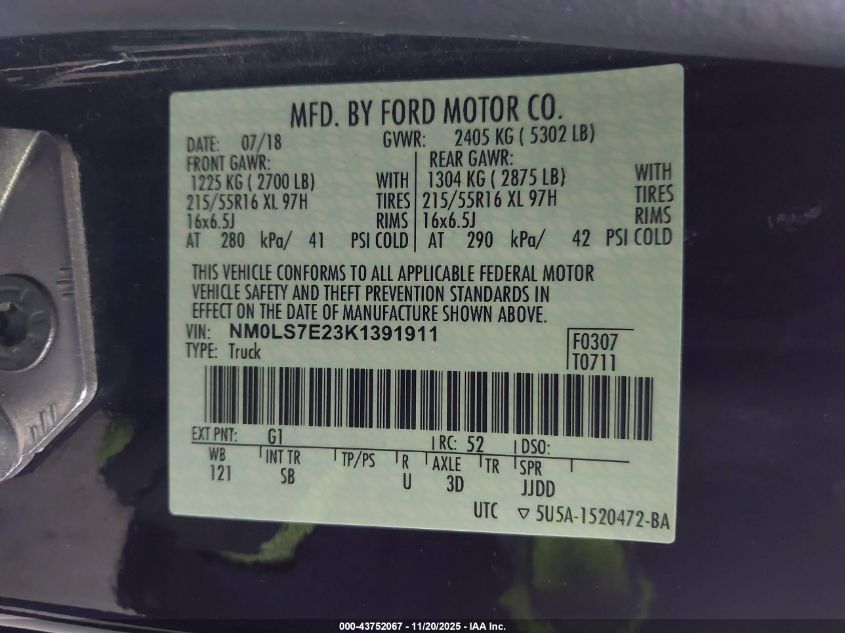 MFD. BY FORD MOTOR CO.
DATE: 07/18 GVWR: 2405 KG ( 5302 LB)
FRONT GAWR: REAR GAWR:
1225 KG ( 2700 LB) WITH 1304 KG ( 2875 LB) WITH
215/55R16 XL 97H TIRES 215/55R16 XL 97H TIRES
16x6.5J RIMS 16x6.5J RIMS
AT 280 kPa/ 41 PSI COLD AT 290 kPa/ 42 PSI COLD
THIS VEHICLE CONFORMS TO ALL APPLICABLE FEDERAL MOTOR
VEHICLE SAFETY AND THEFT PREVENTION STANDARDS IN
EFFECT ON THE DATE OF MANUFACTURE SHOWN ABOVE.
VIN: NM0LS7E23K1391911 F0307
TYPE: Truck T0711
EXT PNT: G1 RC: 52 DSO:
WB INT TR TP/PS R AXLE TR SPR
121 SB U 3D JJDD
UTC ▽ 5U5A-1520472-BA
000-43752067 - 11/20/2025 - IAA Inc.